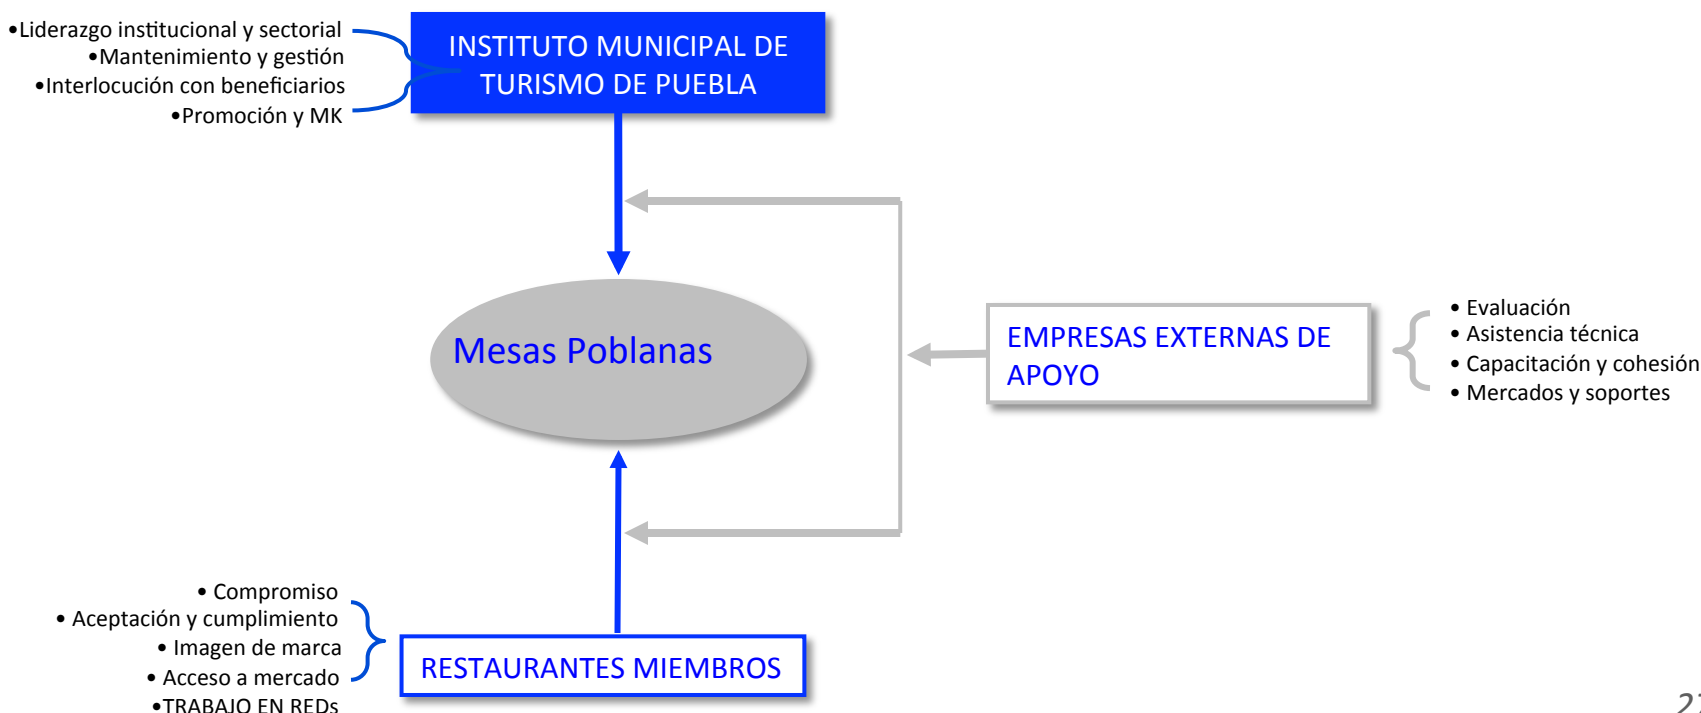 •Liderazgo institucional y sectorial
•Mantenimiento y gestión
•Interlocución con beneficiarios
•Promoción y MK
INSTITUTO MUNICIPAL DE
TURISMO DE PUEBLA
Mesas Poblanas
EMPRESAS EXTERNAS DE
APOYO
• Evaluación
• Asistencia técnica
• Capacitación y cohesión
• Mercados y soportes
• Compromiso
• Aceptación y cumplimiento
• Imagen de marca
• Acceso a mercado
•TRABAJO EN REDs
RESTAURANTES MIEMBROS
27